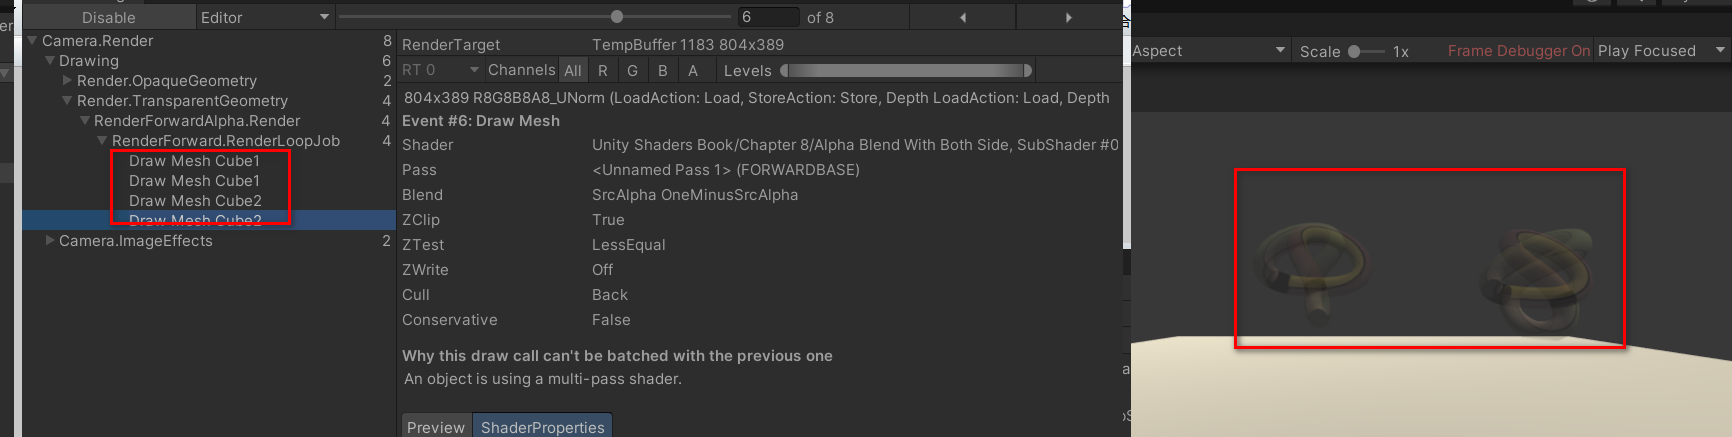 Disable Editor 6 of 8
Camera.Render 8
Drawing 6
Render.OpaqueGeometry 2
Render.TransparentGeometry 4
RenderForwardAlpha.Render 4
RenderForward.RenderLoopJob 4
Draw Mesh Cube1
Draw Mesh Cube1
Draw Mesh Cube2
Draw Mesh Cube2
Camera.ImageEffects 2
RenderTarget TempBuffer 1183 804x389
RT 0 Channels All R G B A Levels
804x389 R8G8B8A8_UNorm (LoadAction: Load, StoreAction: Store, Depth LoadAction: Load, Depth
Event #6: Draw Mesh
Shader Unity Shaders Book/Chapter 8/Alpha Blend With Both Side, SubShader #0
Pass <Unnamed Pass 1> (FORWARDBASE)
Blend SrcAlpha OneMinusSrcAlpha
ZClip True
ZTest LessEqual
ZWrite Off
Cull Back
Conservative False
Why this draw call can't be batched with the previous one
An object is using a multi-pass shader.
Preview ShaderProperties
Aspect Scale 1x Frame Debugger On Play Focused